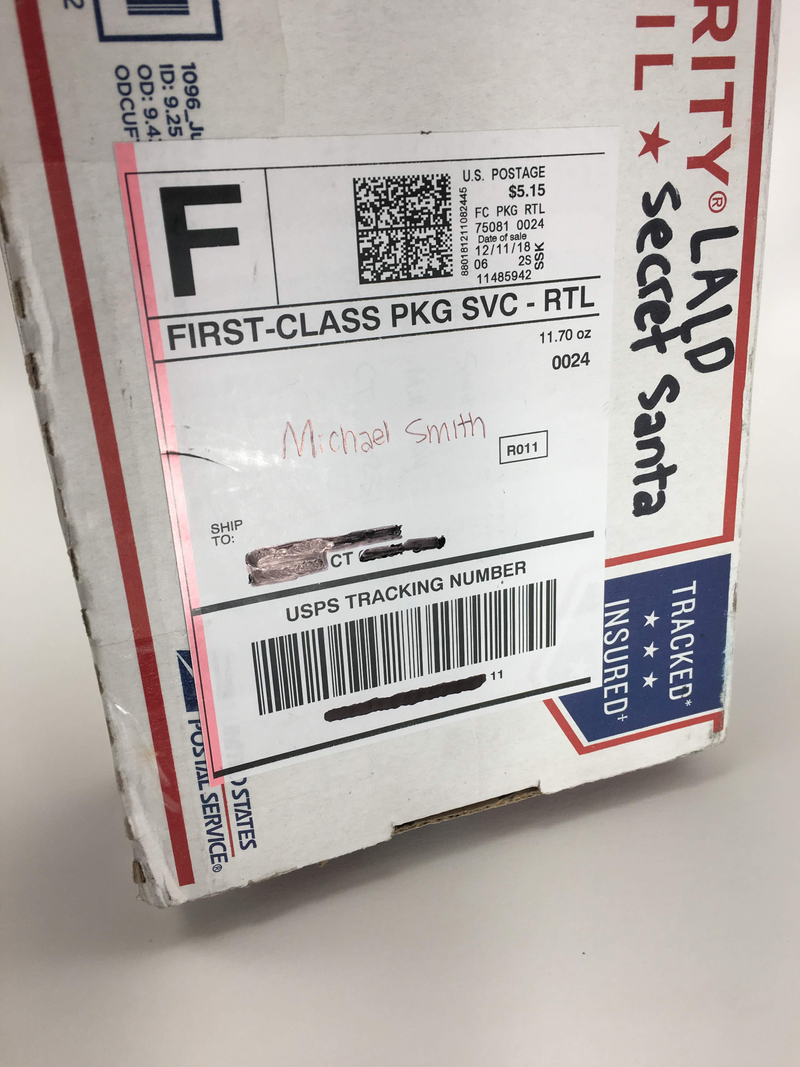 RITY®
IL
LALD
Secret Santa
1096_Ju
ID: 9.25
OD: 9.4
ODCUF
F
U.S. POSTAGE
$5.15
FC PKG RTL
75081 0024
Date of sale
12/11/18
06 2S
SSK
11485942
880181211082445
FIRST-CLASS PKG SVC - RTL
11.70 oz
0024
Michael Smith
R011
SHIP
TO:
CT
USPS TRACKING NUMBER
11
TRACKED*
INSURED†
D STATES
POSTAL SERVICE®